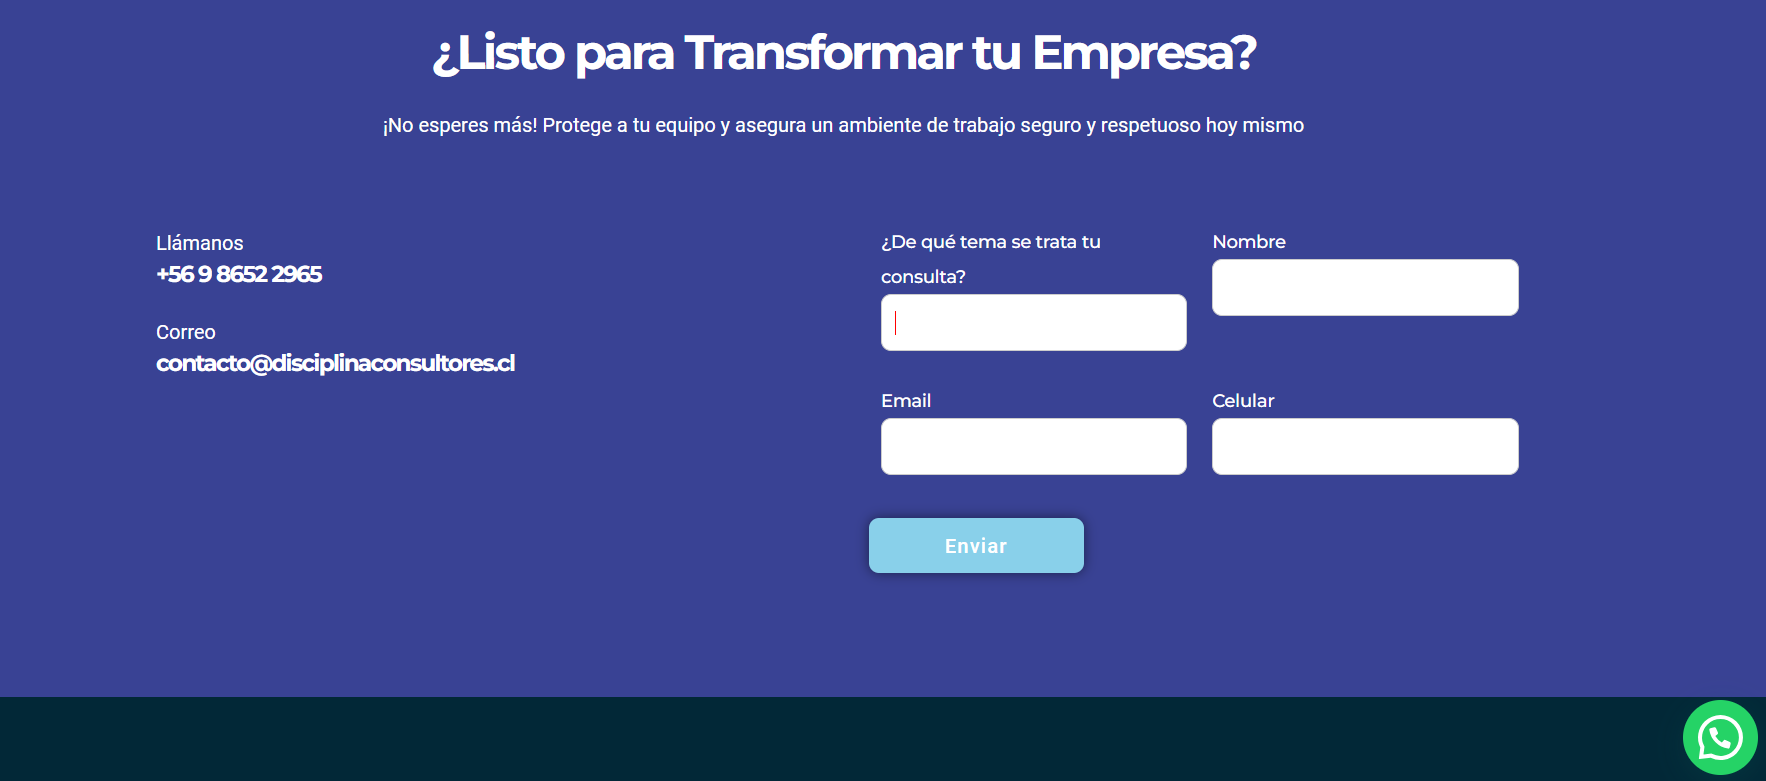 ¿Listo para Transformar tu Empresa?
¡No esperes más! Protege a tu equipo y asegura un ambiente de trabajo seguro y respetuoso hoy mismo
Llámanos
+56 9 8652 2965
Correo
contacto@disciplinaconsultores.cl
¿De qué tema se trata tu
consulta?
Nombre
Email
Celular
Enviar